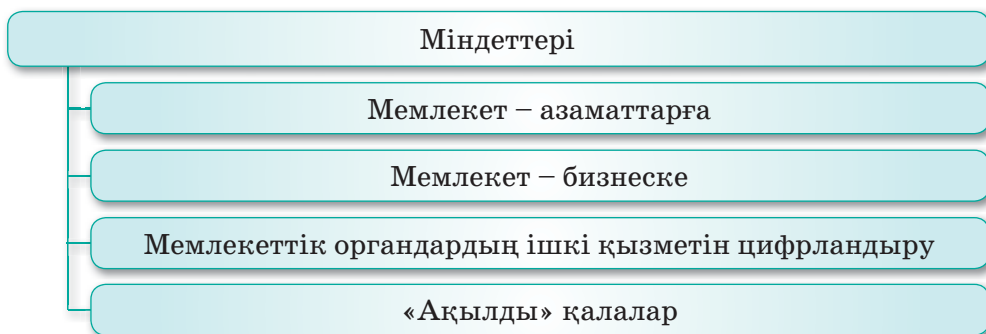 Міндеттері
Мемлекет – азаматтарға
Мемлекет – бизнеске
Мемлекеттік органдардың ішкі қызметін цифрландыру
«Ақылды» қалалар